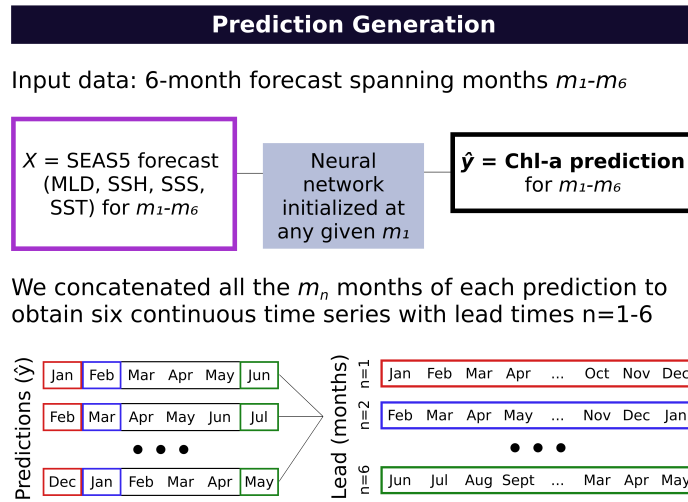 Prediction Generation
Input data: 6-month forecast spanning months m₁-m₆
X = SEAS5 forecast
(MLD, SSH, SSS,
SST) for m₁-m₆
Neural
network
initialized at
any given m₁
ŷ = Chl-a prediction
for m₁-m₆
We concatenated all the mₙ months of each prediction to
obtain six continuous time series with lead times n=1-6
Predictions (ŷ)
Jan Feb Mar Apr May Jun
Feb Mar Apr May Jun Jul
• • •
Dec Jan Feb Mar Apr May
Lead (months)
n=1
Jan Feb Mar Apr ... Oct Nov Dec
n=2
Feb Mar Apr May ... Nov Dec Jan
• • •
n=6
Jun Jul Aug Sept ... Mar Apr May